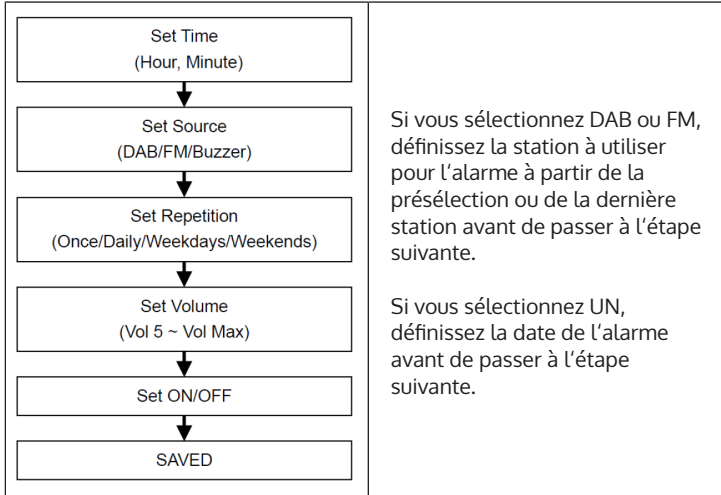 Set Time
(Hour, Minute)
Set Source
(DAB/FM/Buzzer)
Set Repetition
(Once/Daily/Weekdays/Weekends)
Set Volume
(Vol 5 ~ Vol Max)
Set ON/OFF
SAVED
Si vous sélectionnez DAB ou FM,
définissez la station à utiliser
pour l’alarme à partir de la
présélection ou de la dernière
station avant de passer à l’étape
suivante.
Si vous sélectionnez UN,
définissez la date de l’alarme
avant de passer à l’étape
suivante.